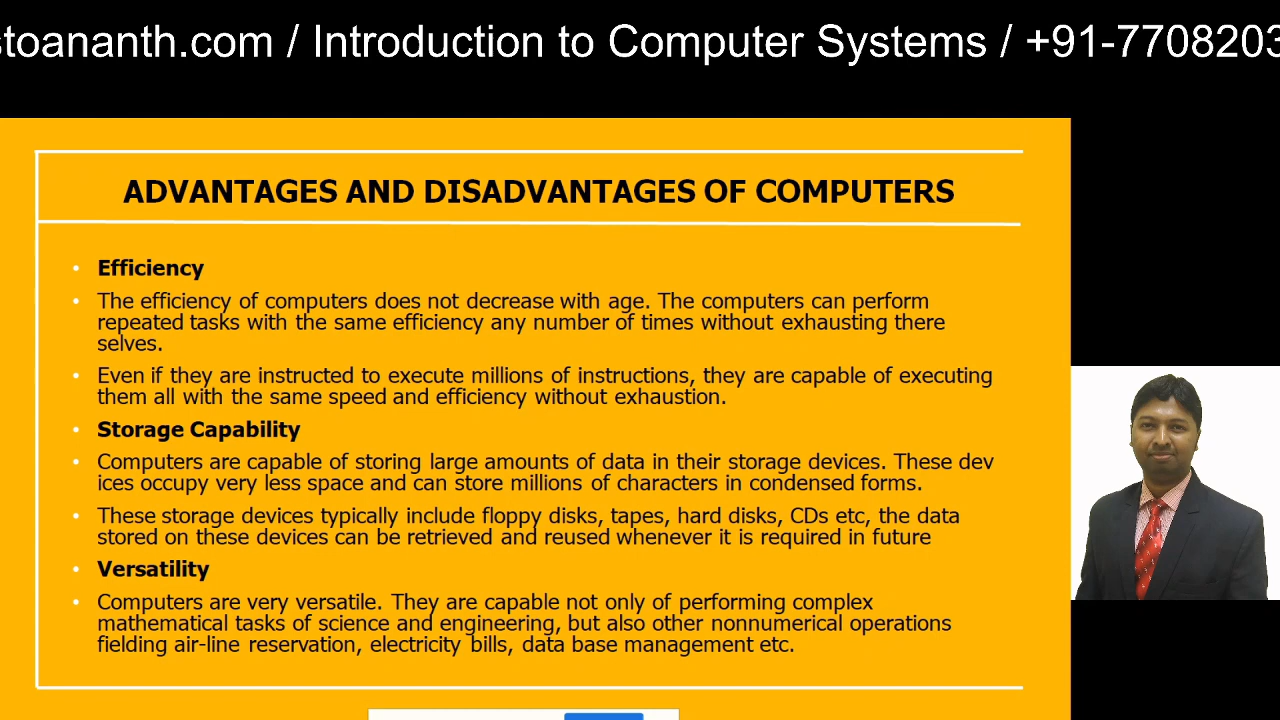 stoananth.com / Introduction to Computer Systems / +91-7708203
ADVANTAGES AND DISADVANTAGES OF COMPUTERS
• Efficiency
• The efficiency of computers does not decrease with age. The computers can perform
repeated tasks with the same efficiency any number of times without exhausting there
selves.
• Even if they are instructed to execute millions of instructions, they are capable of executing
them all with the same speed and efficiency without exhaustion.
• Storage Capability
• Computers are capable of storing large amounts of data in their storage devices. These dev
ices occupy very less space and can store millions of characters in condensed forms.
• These storage devices typically include floppy disks, tapes, hard disks, CDs etc, the data
stored on these devices can be retrieved and reused whenever it is required in future
• Versatility
• Computers are very versatile. They are capable not only of performing complex
mathematical tasks of science and engineering, but also other nonnumerical operations
fielding air-line reservation, electricity bills, data base management etc.